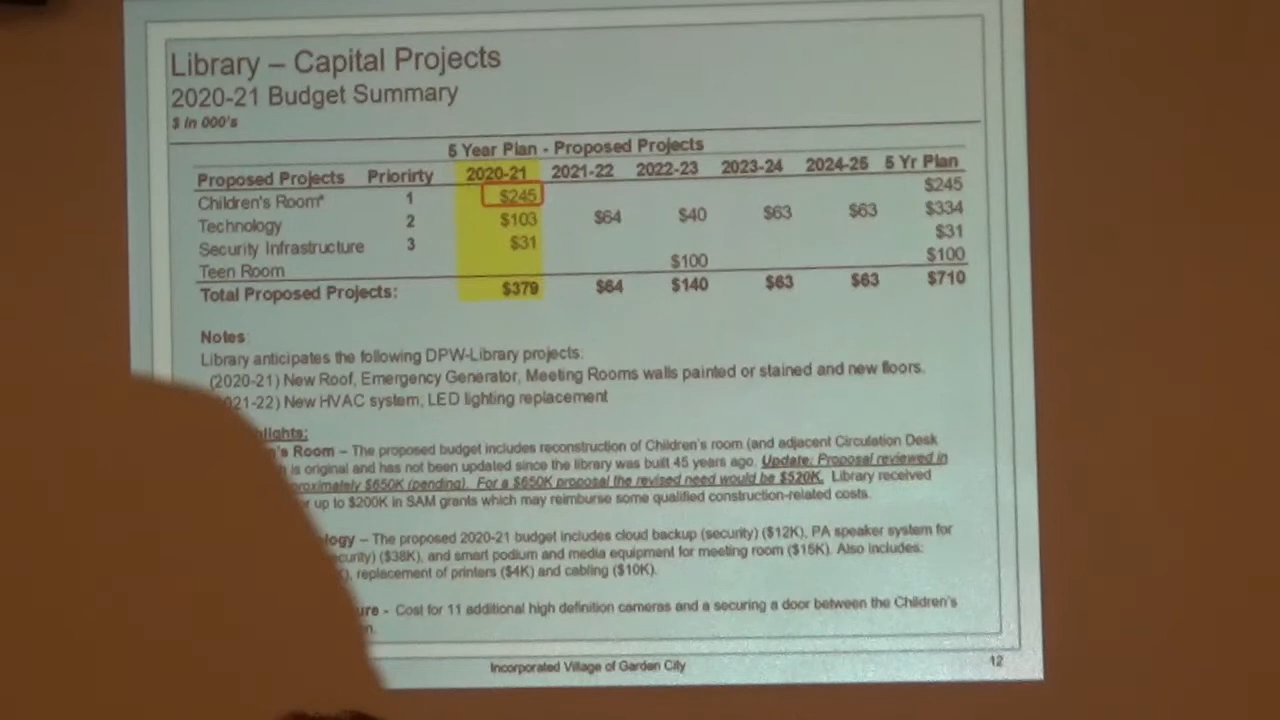 Library – Capital Projects
2020-21 Budget Summary
$ in 000's
5 Year Plan - Proposed Projects
Proposed Projects Priorirty 2020-21 2021-22 2022-23 2023-24 2024-25 5 Yr Plan
Children's Room* 1 $245 $245
Technology 2 $103 $64 $40 $63 $63 $334
Security Infrastructure 3 $31 $31
Teen Room $100 $100
Total Proposed Projects: $379 $64 $140 $63 $63 $710
Notes:
Library anticipates the following DPW-Library projects:
(2020-21) New Roof, Emergency Generator, Meeting Rooms walls painted or stained and new floors.
021-22) New HVAC system, LED lighting replacement
lights:
's Room – The proposed budget includes reconstruction of Children's room (and adjacent Circulation Desk
is original and has not been updated since the library was built 45 years ago. Update: Proposal reviewed in
$650K (pending). For a $650K proposal the revised need would be $520K. Library received
up to $200K in SAM grants which may reimburse some qualified construction-related costs.
logy – The proposed 2020-21 budget includes cloud backup (security) ($12K), PA speaker system for
curity) ($38K), and smart podium and media equipment for meeting room ($15K). Also includes:
), replacement of printers ($4K) and cabling ($10K).
ure - Cost for 11 additional high definition cameras and a securing a door between the Children's
Incorporated Village of Garden City
12